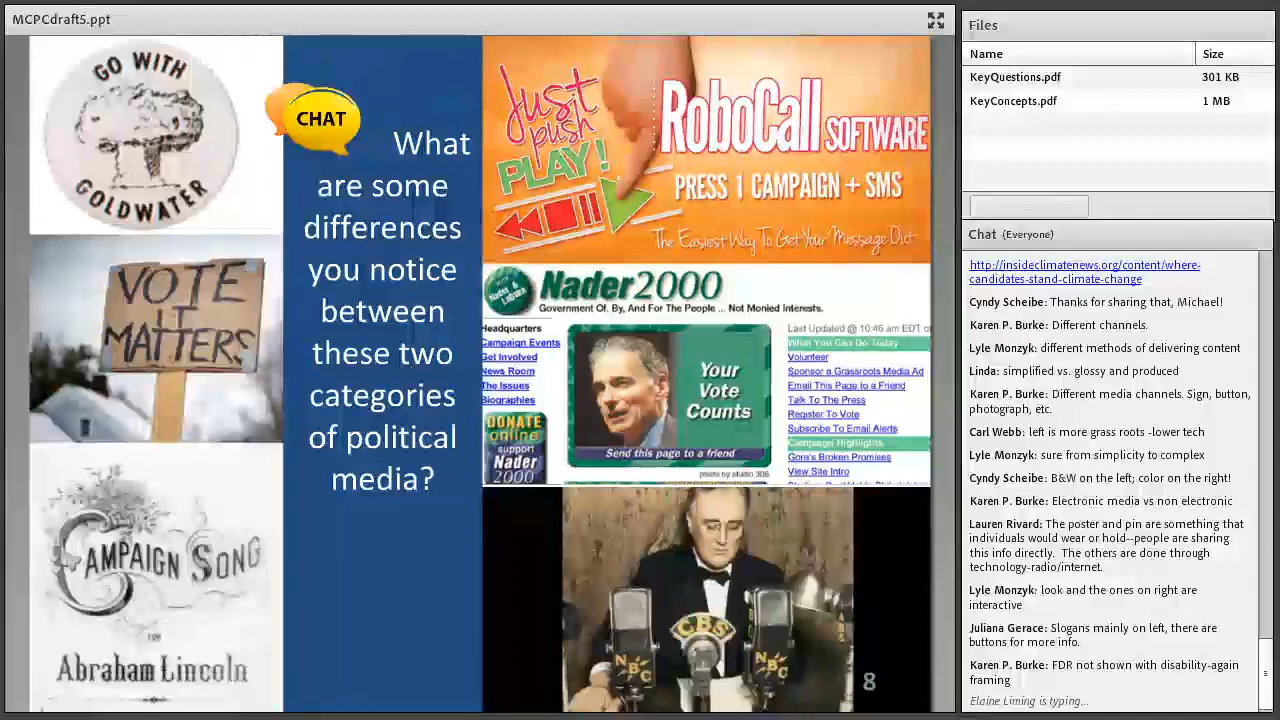 MCPCdraft5.ppt
GO WITH
GOLDWATER
VOTE
IT
MATTERS
CAMPAIGN SONG
FOR
Abraham Lincoln
CHAT
What
are some
differences
you notice
between
these two
categories
of political
media?
Just
push
PLAY!
RoboCall SOFTWARE
PRESS 1 CAMPAIGN + SMS
The Easiest Way To Get Your Message Out
Nader2000
Government Of, By, And For The People ... Not Monied Interests.
Headquarters
Campaign Events
Get Involved
News Room
The Issues
Biographies
DONATE
online
support
Nader
2000
Your
Vote
Counts
Send this page to a friend
photo by studio 306
Last Updated @ 10:46 am EDT
What You Can Do Today
Volunteer
Sponsor a Grassroots Media Ad
Email This Page to a Friend
Talk To The Press
Register To Vote
Subscribe To Email Alerts
Campaign Highlights
Gore's Broken Promises
View Site Intro
CBS
NBC
NBC
8
Files
Name Size
KeyQuestions.pdf 301 KB
KeyConcepts.pdf 1 MB
Chat (Everyone)
http://insideclimatenews.org/content/where-
candidates-stand-climate-change
Cyndy Scheibe: Thanks for sharing that, Michael!
Karen P. Burke: Different channels.
Lyle Monzyk: different methods of delivering content
Linda: simplified vs. glossy and produced
Karen P. Burke: Different media channels. Sign, button,
photograph, etc.
Carl Webb: left is more grass roots -lower tech
Lyle Monzyk: sure from simplicity to complex
Cyndy Scheibe: B&W on the left; color on the right!
Karen P. Burke: Electronic media vs non electronic
Lauren Rivard: The poster and pin are something that
individuals would wear or hold--people are sharing
this info directly. The others are done through
technology-radio/internet.
Lyle Monzyk: look and the ones on right are
interactive
Juliana Gerace: Slogans mainly on left, there are
buttons for more info.
Karen P. Burke: FDR not shown with disability-again
framing
Elaine Liming is typing...